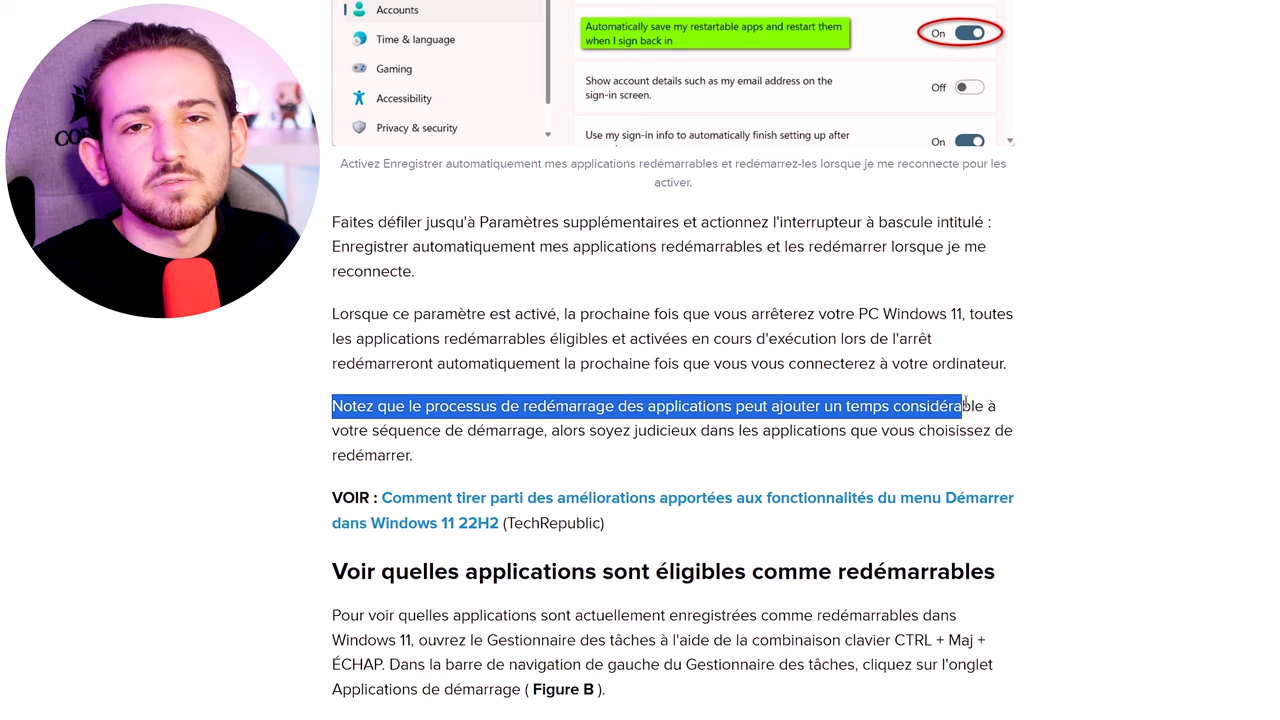 Accounts
Time & language
Gaming
Accessibility
Privacy & security
Automatically save my restartable apps and restart them
when I sign back in
On
Show account details such as my email address on the
sign-in screen.
Off
Use my sign-in info to automatically finish setting up after
On
Activez Enregistrer automatiquement mes applications redémarrables et redémarrez-les lorsque je me reconnecte pour les
activer.
Faites défiler jusqu'à Paramètres supplémentaires et actionnez l'interrupteur à bascule intitulé :
Enregistrer automatiquement mes applications redémarrables et les redémarrer lorsque je me
reconnecte.
Lorsque ce paramètre est activé, la prochaine fois que vous arrêterez votre PC Windows 11, toutes
les applications redémarrables éligibles et activées en cours d'exécution lors de l'arrêt
redémarreront automatiquement la prochaine fois que vous vous connecterez à votre ordinateur.
Notez que le processus de redémarrage des applications peut ajouter un temps considérable à
votre séquence de démarrage, alors soyez judicieux dans les applications que vous choisissez de
redémarrer.
VOIR : Comment tirer parti des améliorations apportées aux fonctionnalités du menu Démarrer
dans Windows 11 22H2 (TechRepublic)
Voir quelles applications sont éligibles comme redémarrables
Pour voir quelles applications sont actuellement enregistrées comme redémarrables dans
Windows 11, ouvrez le Gestionnaire des tâches à l'aide de la combinaison clavier CTRL + Maj +
ÉCHAP. Dans la barre de navigation de gauche du Gestionnaire des tâches, cliquez sur l'onglet
Applications de démarrage ( Figure B ).